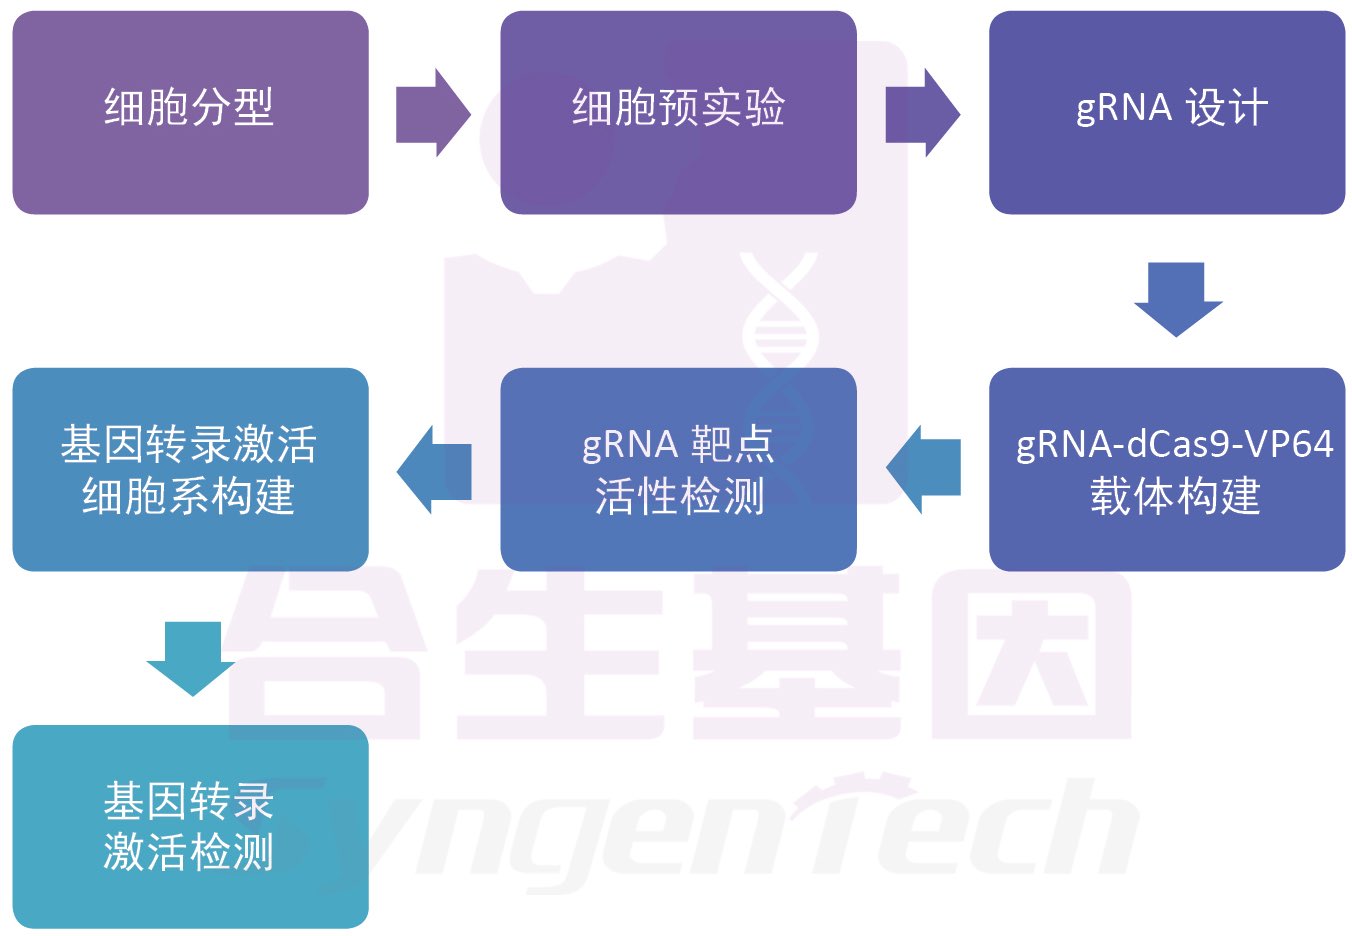 细胞分型
细胞预实验
gRNA 设计
gRNA-dCas9-VP64
载体构建
gRNA 靶点
活性检测
基因转录激活
细胞系构建
基因转录
激活检测
合生基因
SyngenTech